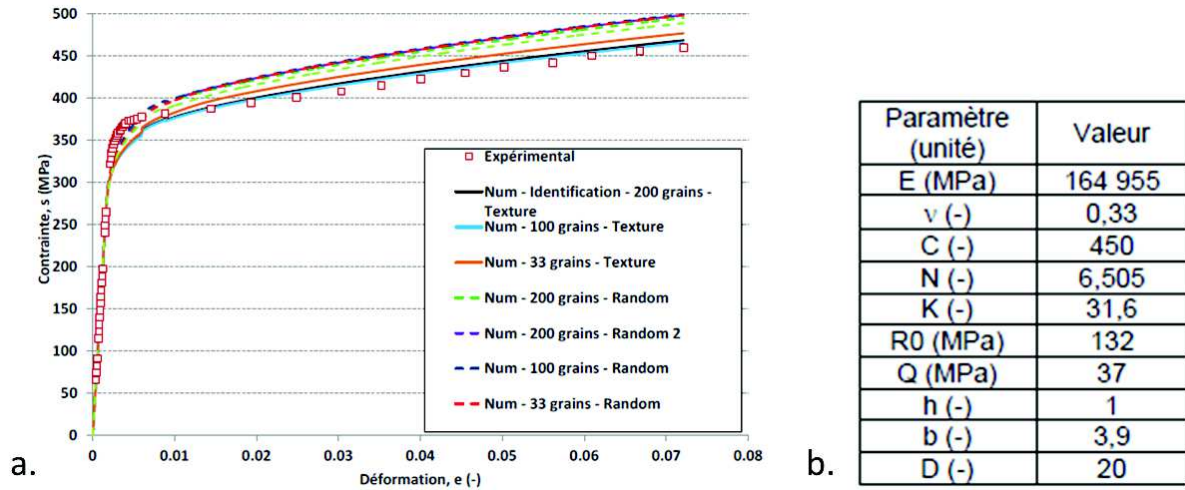 500
450
400
350
300
250
200
150
100
50
0
Contrainte, s (MPa)
0 0.01 0.02 0.03 0.04 0.05 0.06 0.07 0.08
Déformation, e (-)
Expérimental
Num - Identification - 200 grains -
Texture
Num - 100 grains - Texture
Num - 33 grains - Texture
Num - 200 grains - Random
Num - 200 grains - Random 2
Num - 100 grains - Random
Num - 33 grains - Random
a.
Paramètre
(unité) Valeur
E (MPa) 164 955
ν (-) 0,33
C (-) 450
N (-) 6,505
K (-) 31,6
R0 (MPa) 132
Q (MPa) 37
h (-) 1
b (-) 3,9
D (-) 20
b.